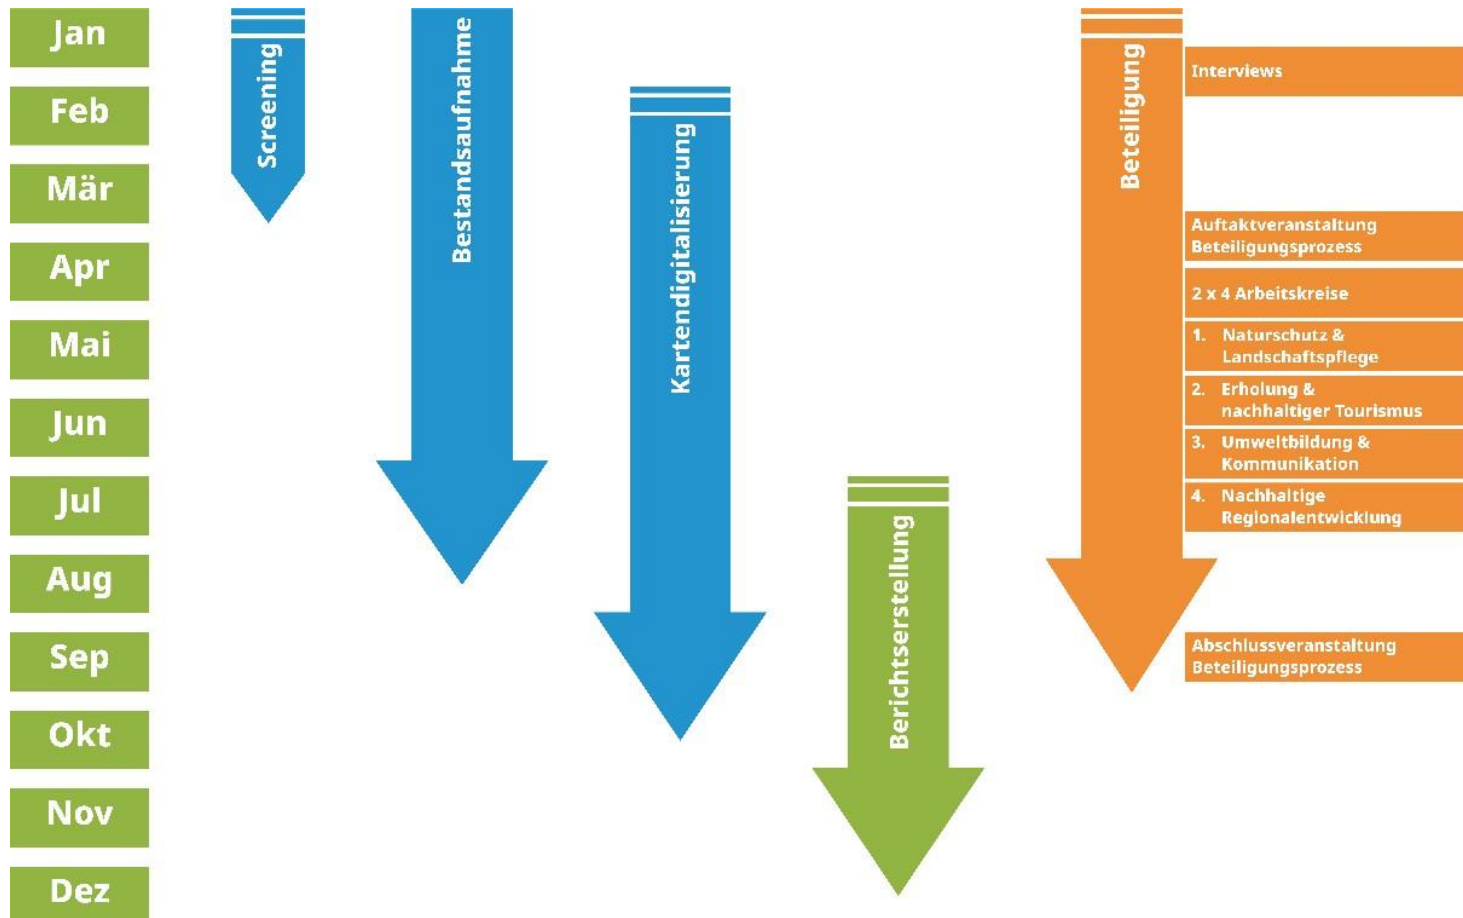 Jan
Feb
Mär
Apr
Mai
Jun
Jul
Aug
Sep
Okt
Nov
Dez
Screening
Bestandsaufnahme
Kartendigitalisierung
Berichtserstellung
Beteiligung
Interviews
Auftaktveranstaltung
Beteiligungsprozess
2 x 4 Arbeitskreise
1. Naturschutz &
Landschaftspflege
2. Erholung &
nachhaltiger Tourismus
3. Umweltbildung &
Kommunikation
4. Nachhaltige
Regionalentwicklung
Abschlussveranstaltung
Beteiligungsprozess